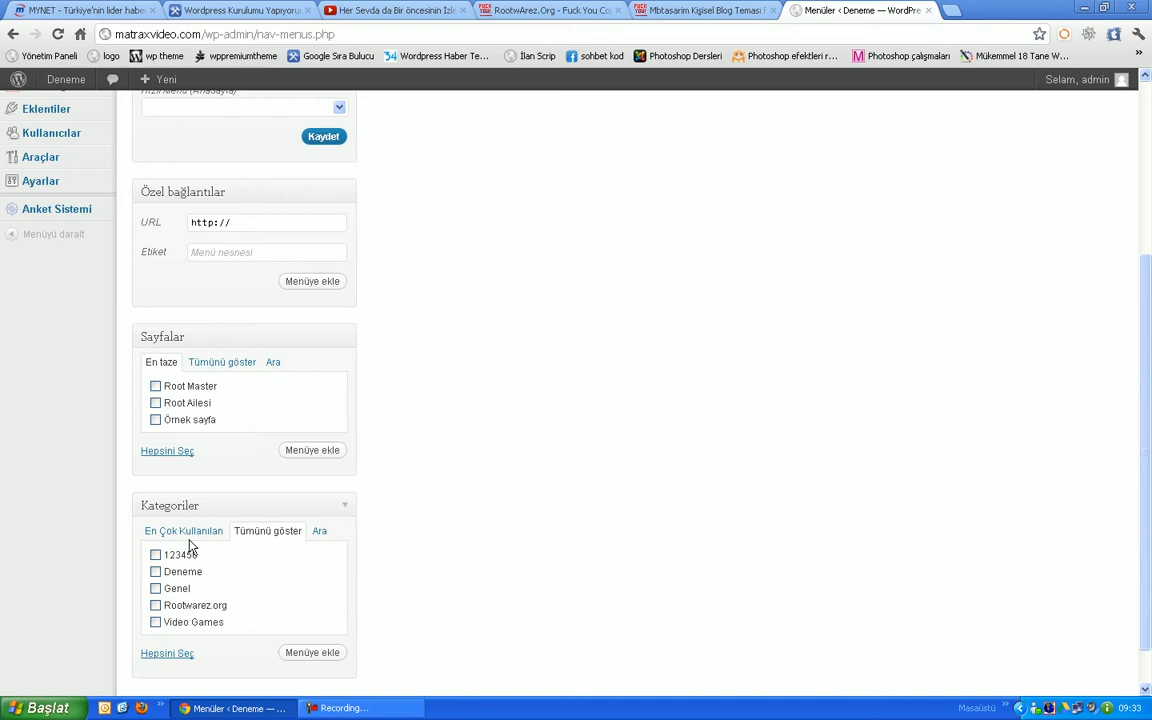 MYNET - Türkiye'nin lider habe
Wordpress Kurulumu Yapıyoru
Her Sevda da Bir öncesinin İzle
RootwArez.Org - Fuck You Co
Mbtasarim Kişisel Blog Teması F
Menüler ‹ Deneme — WordPre
matraxvideo.com/wp-admin/nav-menus.php
Yönetim Paneli
logo
wp theme
wppremiumtheme
Google Sira Bulucu
Wordpress Haber Te...
İlan Scrip
sohbet kod
Photoshop Dersleri
Photoshop efektleri r...
Photoshop çalışmaları
Mükemmel 18 Tane W...
Deneme
Yeni
Selam, admin
Eklentiler
Kullanıcılar
Araçlar
Ayarlar
Anket Sistemi
Menüyü daralt
Hızlı Menü (Anasayfa)
Kaydet
Özel bağlantılar
URL
http://
Etiket
Menü nesnesi
Menüye ekle
Sayfalar
En taze
Tümünü göster
Ara
Root Master
Root Ailesi
Örnek sayfa
Hepsini Seç
Menüye ekle
Kategoriler
En Çok Kullanılan
Tümünü göster
Ara
123456
Deneme
Genel
Rootwarez.org
Video Games
Hepsini Seç
Menüye ekle
Başlat
Menüler ‹ Deneme — ...
Recording...
Masaüstü
09:33